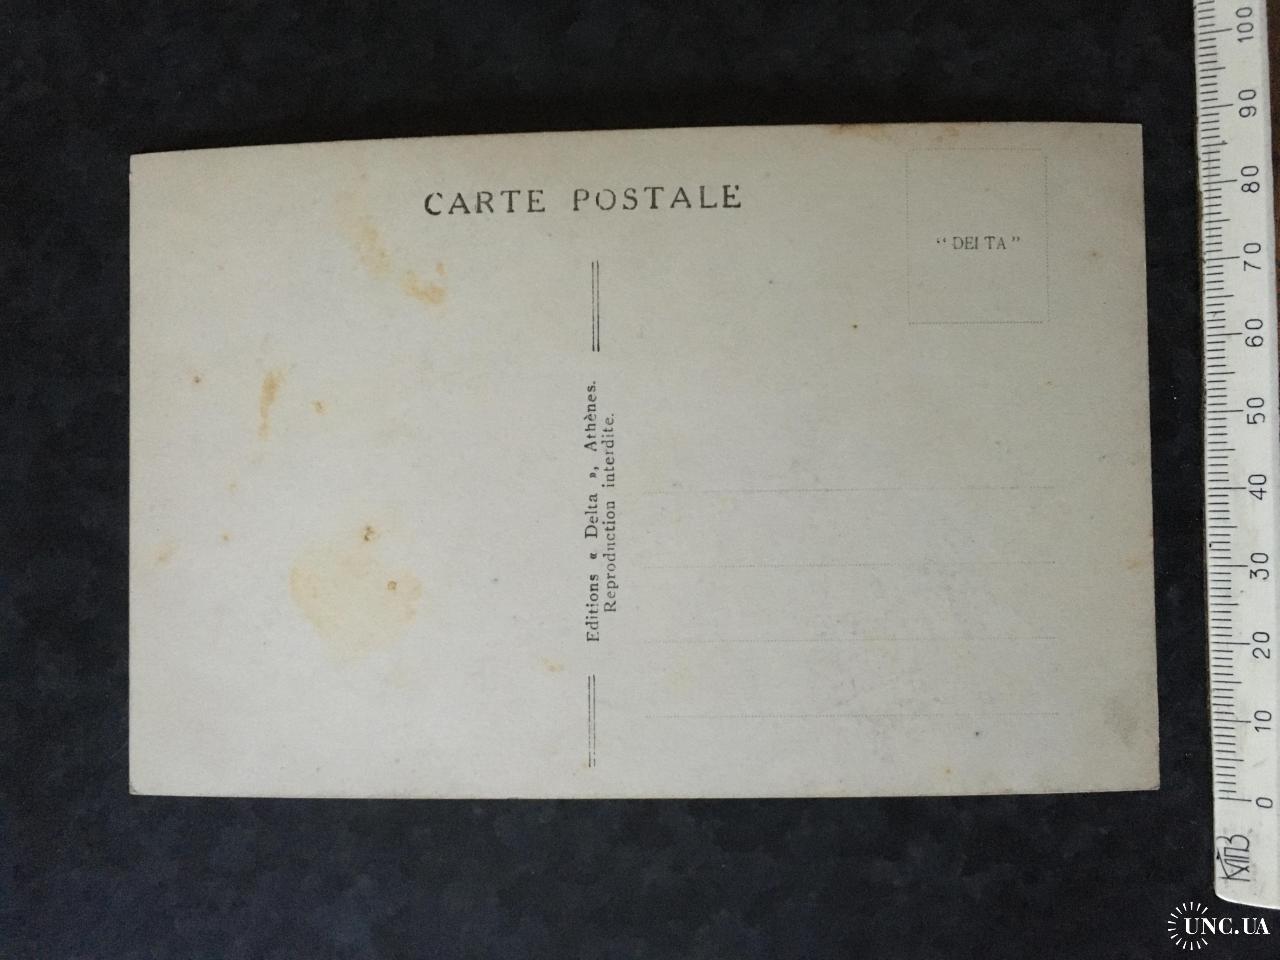 CARTE POSTALE
“DELTA”
Editions « Delta », Athènes.
Reproduction interdite.
100
90
80
70
60
50
40
30
20
10
0
UNC.UA